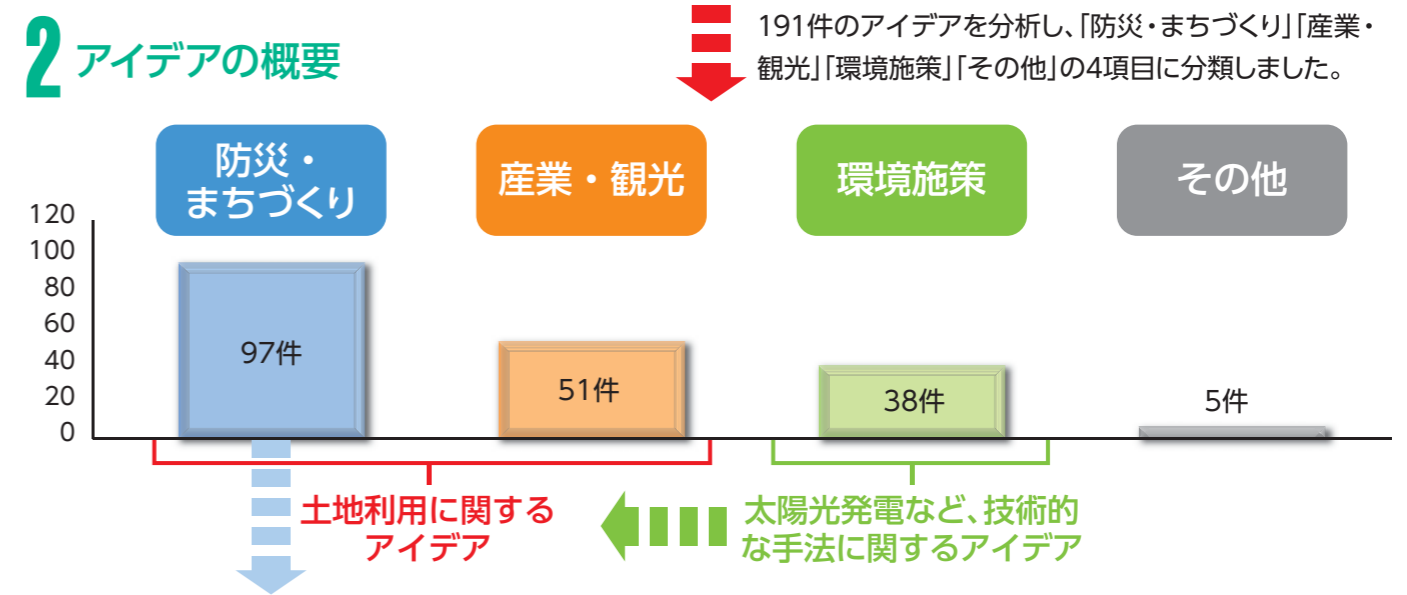 2 アイデアの概要
191件のアイデアを分析し、「防災・まちづくり」「産業・
観光」「環境施策」「その他」の4項目に分類しました。
防災・
まちづくり
産業・観光
環境施策
その他
120
100
80
60
40
20
0
97件
51件
38件
5件
土地利用に関する
アイデア
太陽光発電など、技術的
な手法に関するアイデア